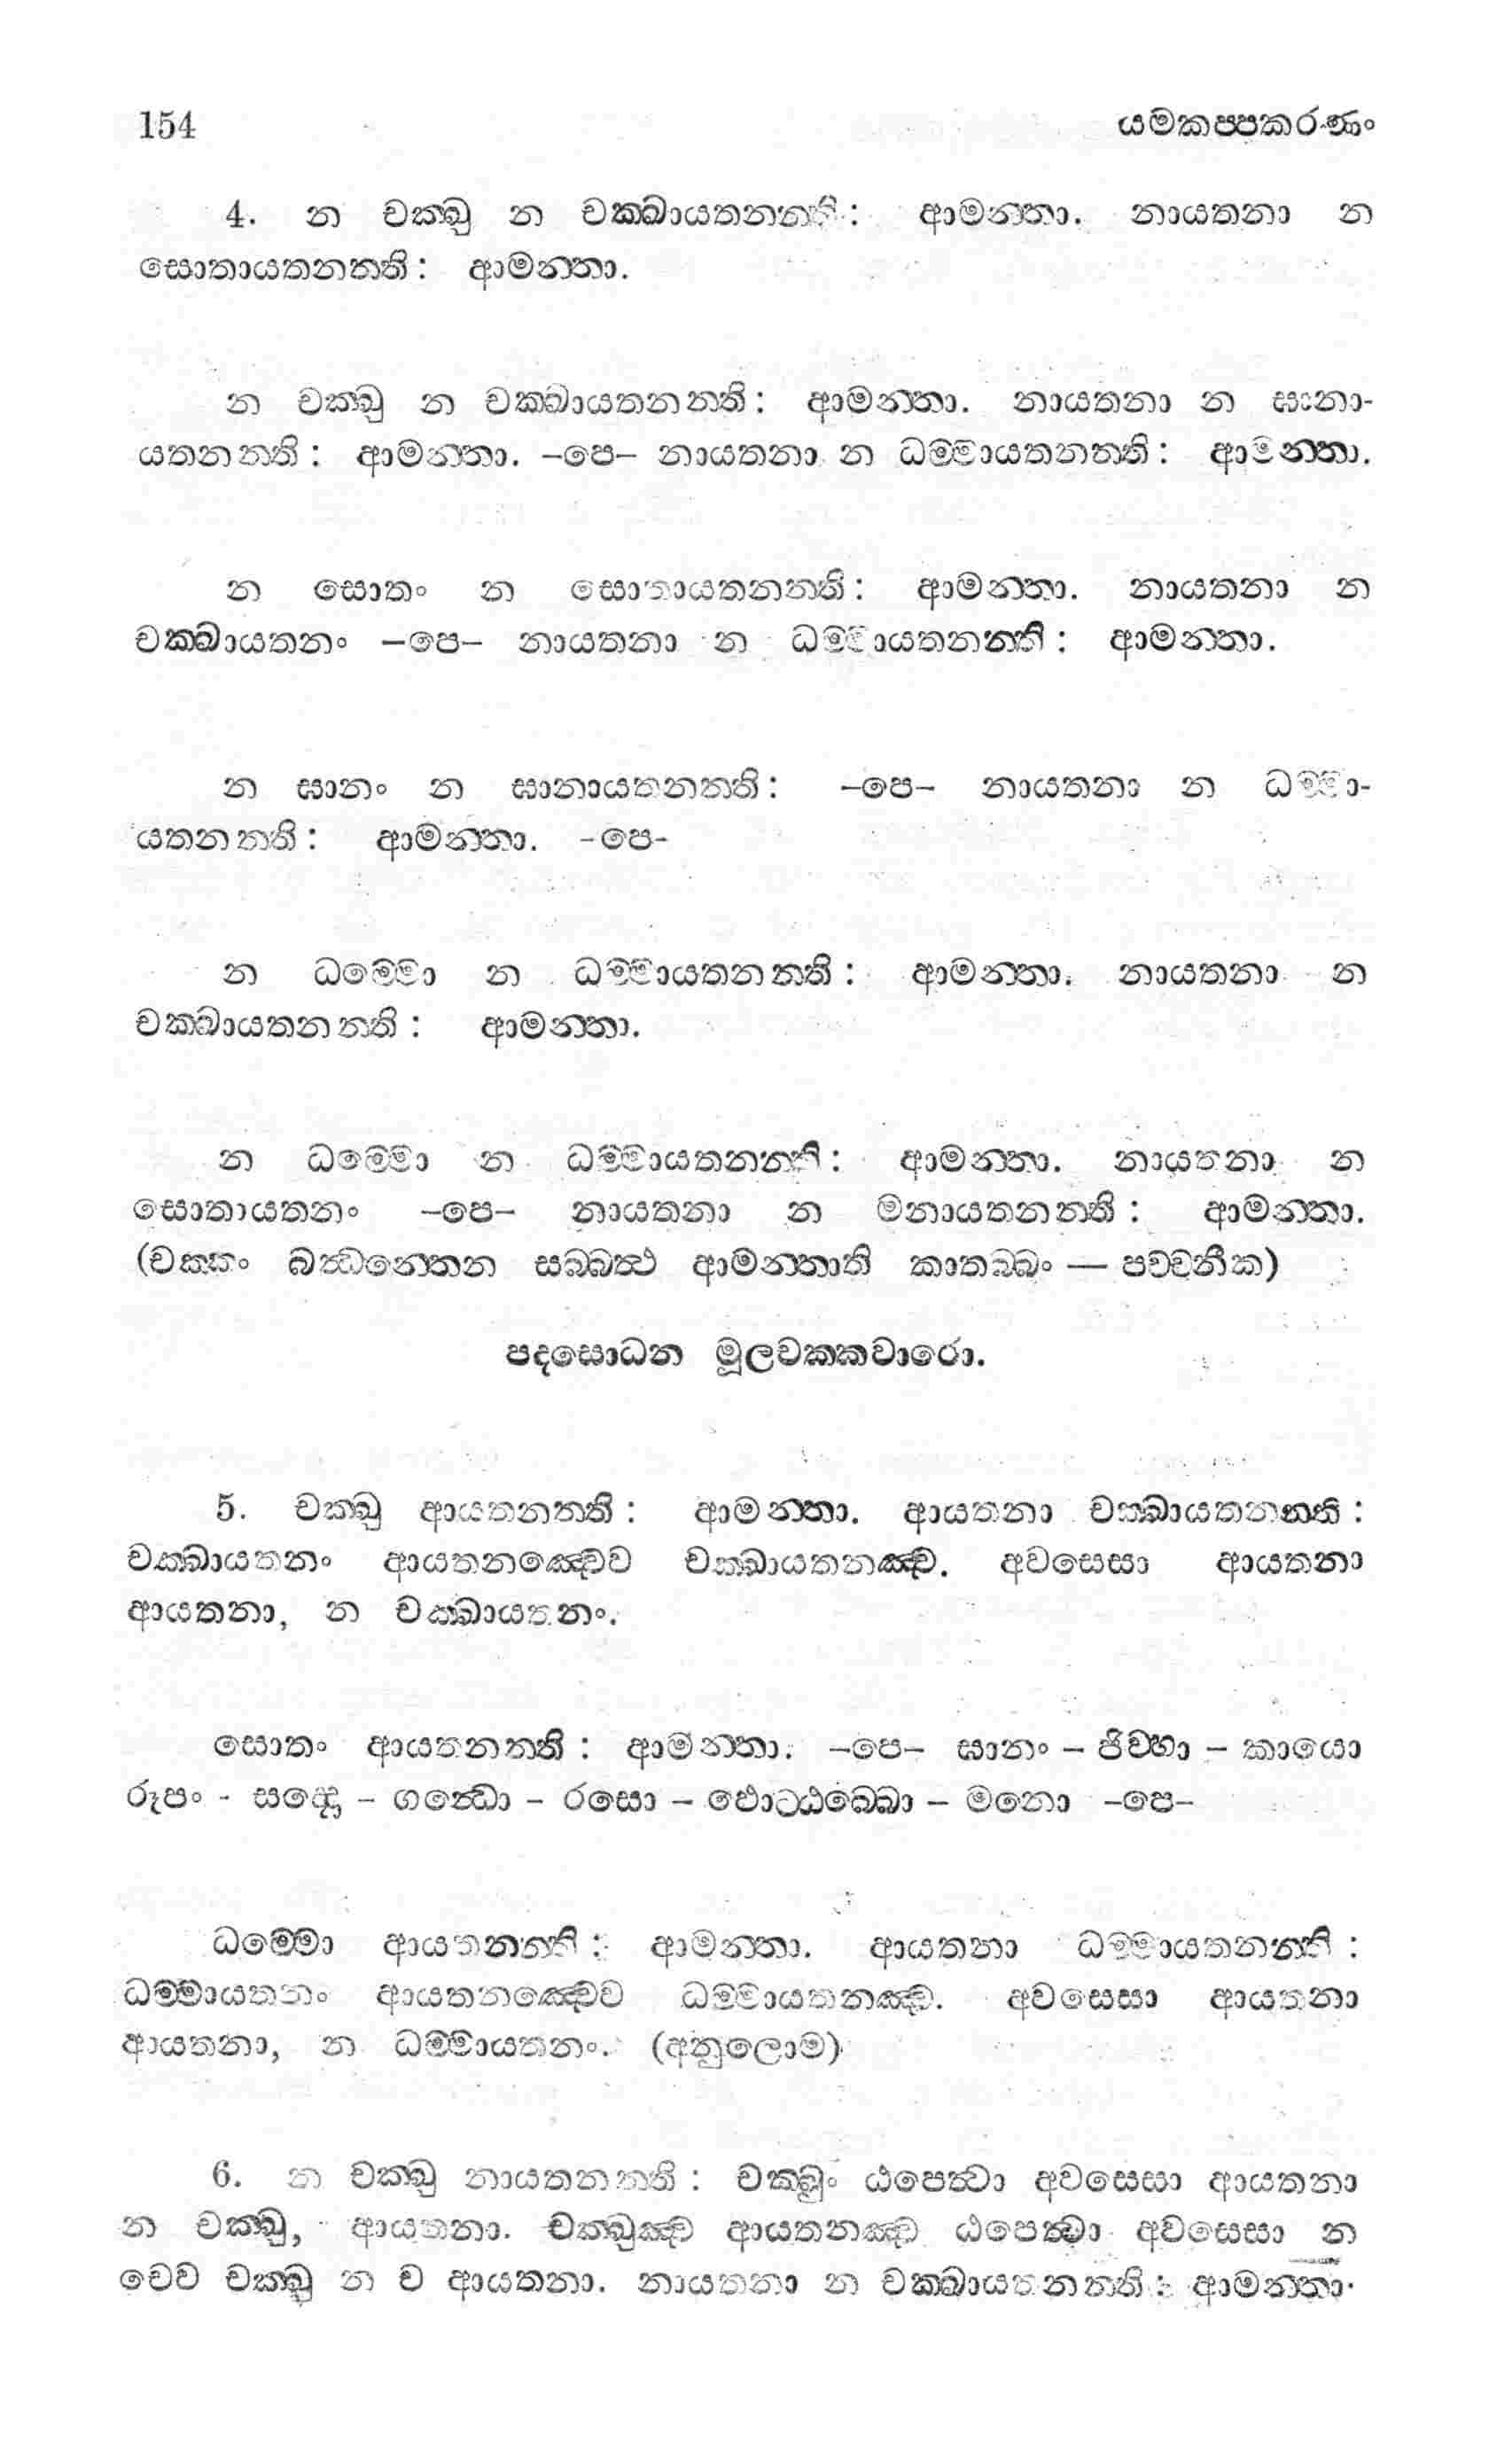 154 යමකප්පකරණං
4. න චක්ඛු න චක්ඛායතනන්ති: ආමන්තා. නායතනා න
සොතායතනන්ති: ආමන්තා.
න චක්ඛු න චක්ඛායතනන්ති: ආමන්තා. නායතනා න ඝානා-
යතනන්ති: ආමන්තා. –පෙ– නායතනා න ධම්මායතනන්ති: ආමන්තා.
න සොතං න සොතායතනන්ති: ආමන්තා. නායතනා න
චක්ඛායතනං –පෙ– නායතනා න ධම්මායතනන්ති: ආමන්තා.
න ඝානං න ඝානායතනන්ති: –පෙ– නායතනා න ධම්මා-
යතනන්ති: ආමන්තා. -පෙ-
න ධම්මො න ධම්මායතනන්ති: ආමන්තා. නායතනා න
චක්ඛායතනන්ති: ආමන්තා.
න ධම්මො න ධම්මායතනන්ති: ආමන්තා. නායතනා න
සොතායතනං –පෙ– නායතනා න මනායතනන්ති: ආමන්තා.
(චක්කං බන්ධන්තෙන සබ්බත්ථ ආමන්තාති කාතබ්බං — පච්චනීක)
පදසොධන මූලචක්කවාරො.
5. චක්ඛු ආයතනන්ති: ආමන්තා. ආයතනා චක්ඛායතනන්ති:
චක්ඛායතනං ආයතනඤ්චෙව චක්ඛායතනඤ්ච. අවසෙසා ආයතනා
ආයතනා, න චක්ඛායතනං.
සොතං ආයතනන්ති: ආමන්තා. –පෙ– ඝානං – ජිව්හා – කායො
රූපං - සද්දො – ගන්ධො – රසො – ඵොට්ඨබ්බො – මනො –පෙ–
ධම්මො ආයතනන්ති: ආමන්තා. ආයතනා ධම්මායතනන්ති:
ධම්මායතනං ආයතනඤ්චෙව ධම්මායතනඤ්ච. අවසෙසා ආයතනා
ආයතනා, න ධම්මායතනං. (අනුලොම)
6. න චක්ඛු නායතනන්ති: චක්ඛුං ඨපෙත්වා අවසෙසා ආයතනා
න චක්ඛු, ආයතනා. චක්ඛුඤ්ච ආයතනඤ්ච ඨපෙත්වා අවසෙසා න
චෙව චක්ඛු න ච ආයතනා. නායතනා න චක්ඛායතනන්ති: ආමන්තා.